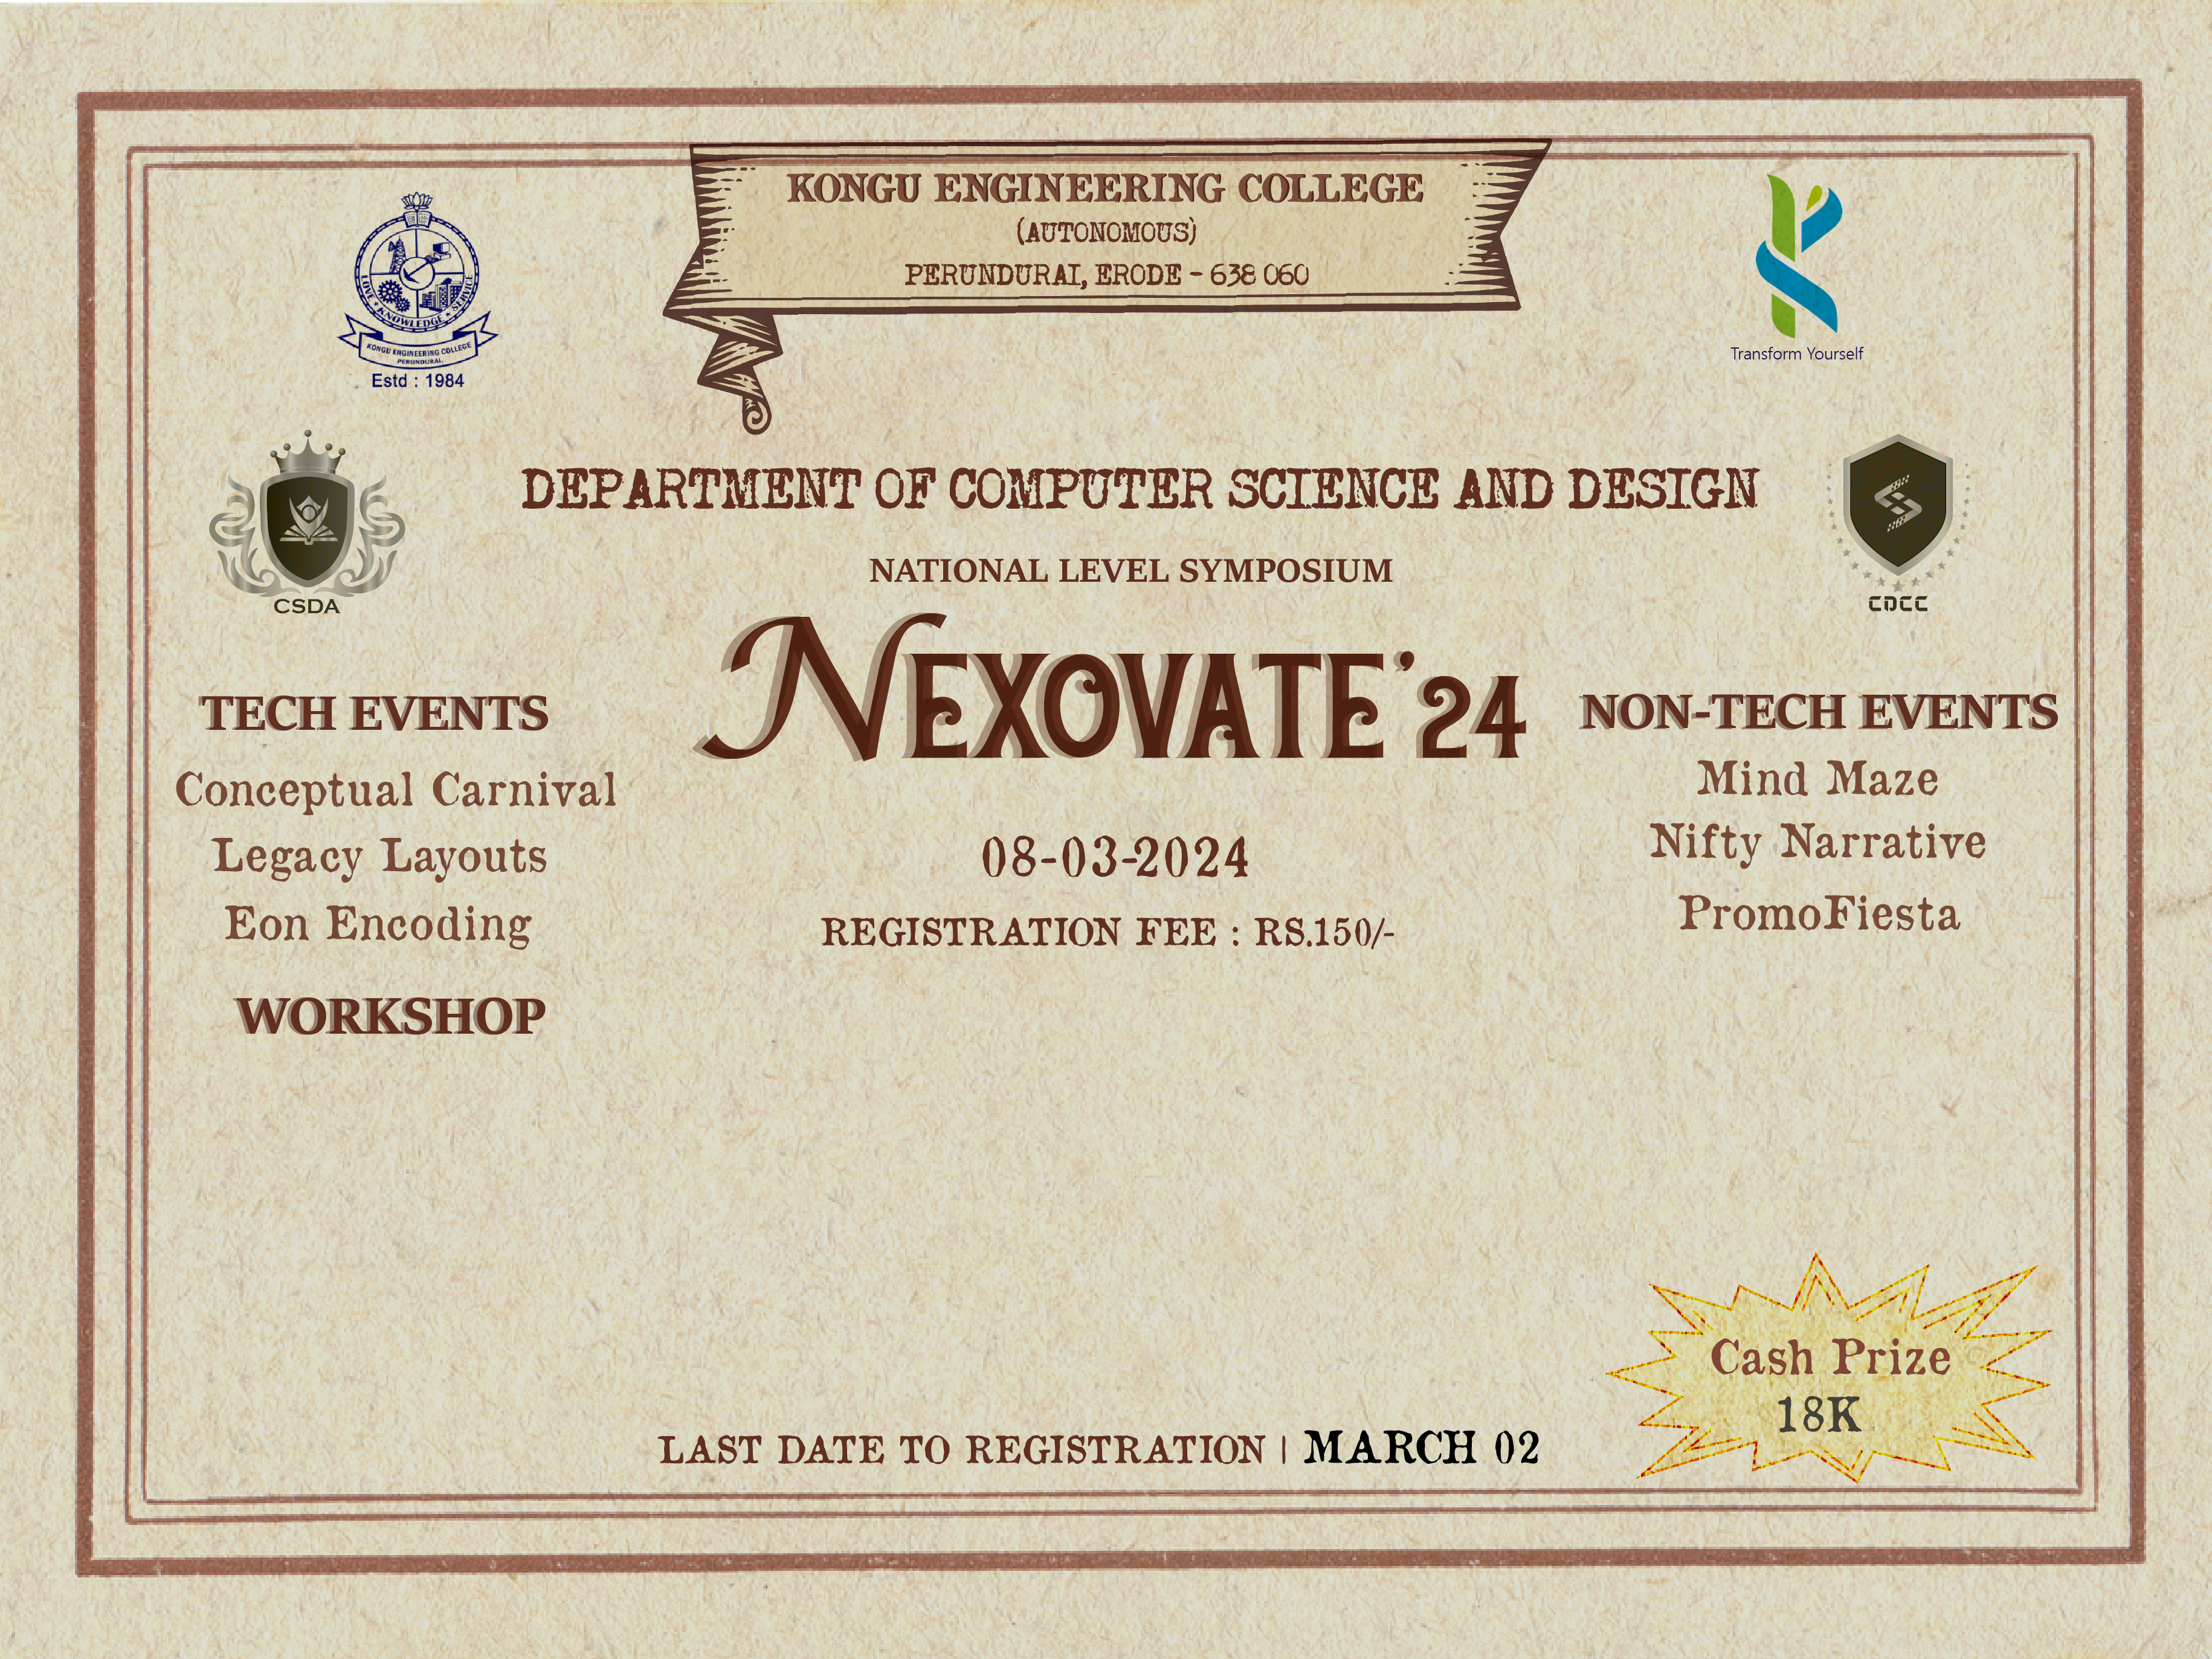 KONGU ENGINEERING COLLEGE
(AUTONOMOUS)
PERUNDURAI, ERODE - 638 060
LOVE * KNOWLEDGE * SERVICE
KONGU ENGINEERING COLLEGE
PERUNDURAI.
Estd : 1984
Transform Yourself
CSDA
DEPARTMENT OF COMPUTER SCIENCE AND DESIGN
CDCC
NATIONAL LEVEL SYMPOSIUM
NEXOVATE'24
TECH EVENTS
Conceptual Carnival
Legacy Layouts
Eon Encoding
WORKSHOP
08-03-2024
REGISTRATION FEE : RS.150/-
NON-TECH EVENTS
Mind Maze
Nifty Narrative
PromoFiesta
Cash Prize
18K
LAST DATE TO REGISTRATION | MARCH 02